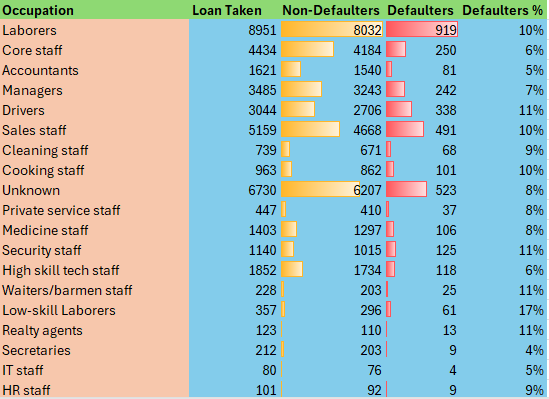 Occupation Loan Taken Non-Defaulters Defaulters Defaulters %
Laborers 8951 8032 919 10%
Core staff 4434 4184 250 6%
Accountants 1621 1540 81 5%
Managers 3485 3243 242 7%
Drivers 3044 2706 338 11%
Sales staff 5159 4668 491 10%
Cleaning staff 739 671 68 9%
Cooking staff 963 862 101 10%
Unknown 6730 6207 523 8%
Private service staff 447 410 37 8%
Medicine staff 1403 1297 106 8%
Security staff 1140 1015 125 11%
High skill tech staff 1852 1734 118 6%
Waiters/barmen staff 228 203 25 11%
Low-skill Laborers 357 296 61 17%
Realty agents 123 110 13 11%
Secretaries 212 203 9 4%
IT staff 80 76 4 5%
HR staff 101 92 9 9%